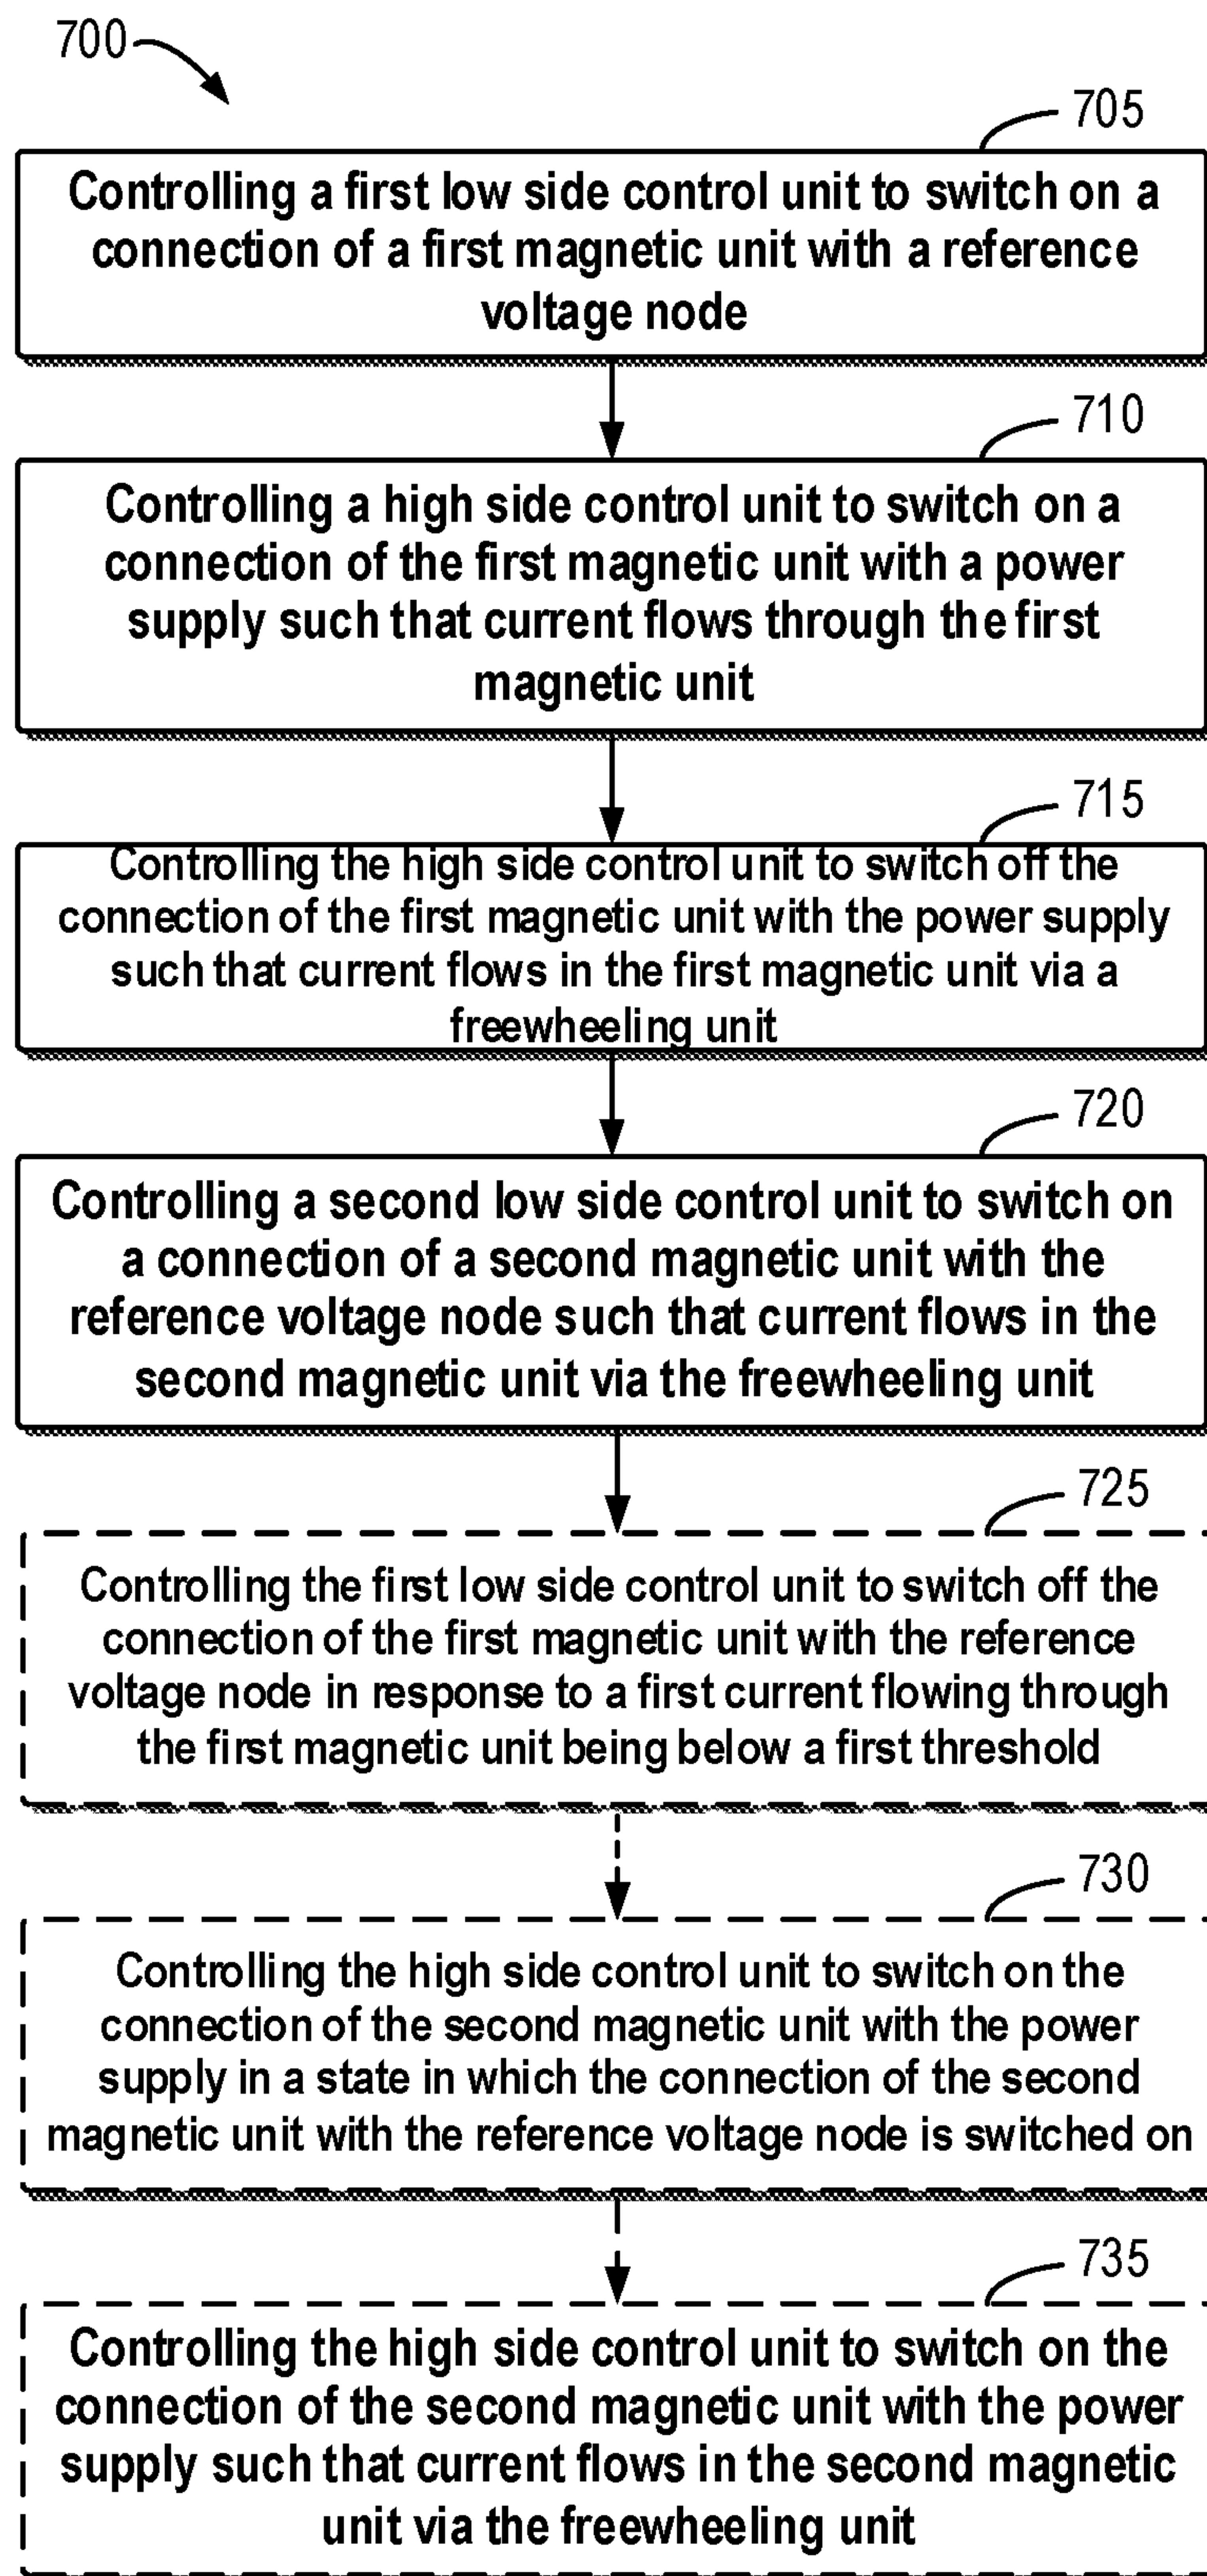 700
705
Controlling a first low side control unit to switch on a
connection of a first magnetic unit with a reference
voltage node
710
Controlling a high side control unit to switch on a
connection of the first magnetic unit with a power
supply such that current flows through the first
magnetic unit
715
Controlling the high side control unit to switch off the
connection of the first magnetic unit with the power supply
such that current flows in the first magnetic unit via a
freewheeling unit
720
Controlling a second low side control unit to switch on
a connection of a second magnetic unit with the
reference voltage node such that current flows in the
second magnetic unit via the freewheeling unit
725
Controlling the first low side control unit to switch off the
connection of the first magnetic unit with the reference
voltage node in response to a first current flowing through
the first magnetic unit being below a first threshold
730
Controlling the high side control unit to switch on the
connection of the second magnetic unit with the power
supply in a state in which the connection of the second
magnetic unit with the reference voltage node is switched on
735
Controlling the high side control unit to switch on the
connection of the second magnetic unit with the power
supply such that current flows in the second magnetic
unit via the freewheeling unit